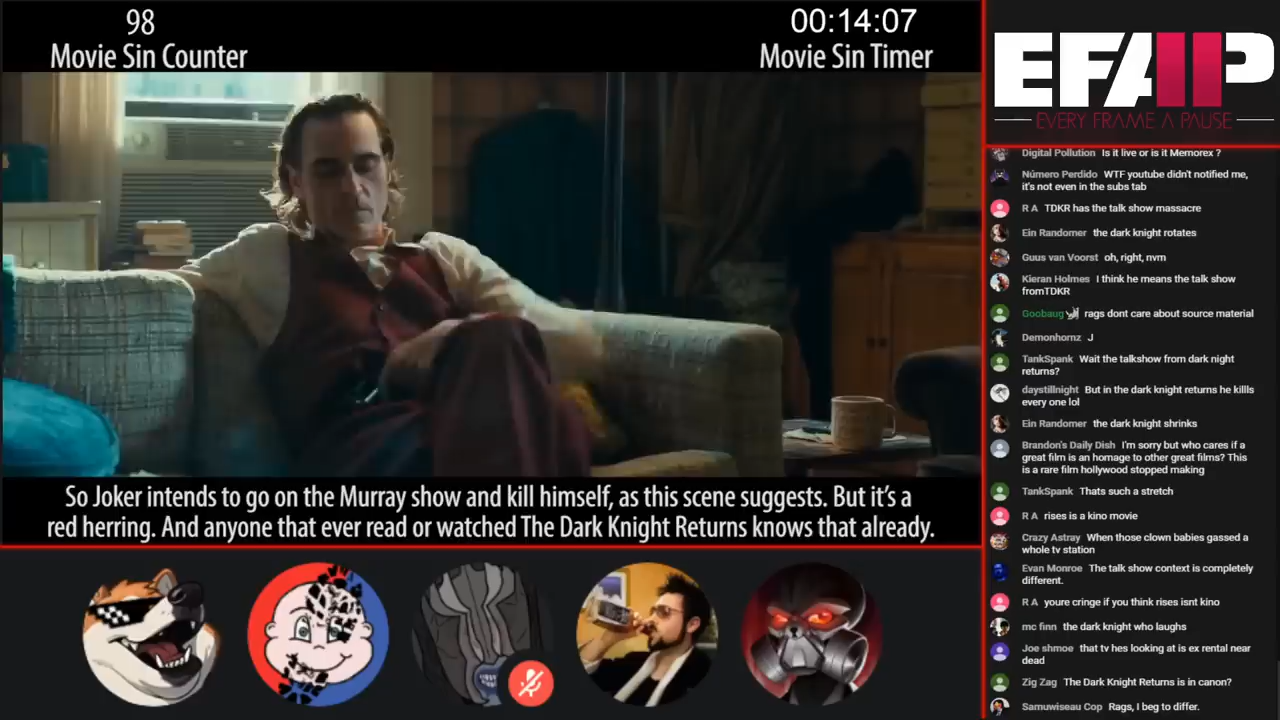 98
Movie Sin Counter
00:14:07
Movie Sin Timer
So Joker intends to go on the Murray show and kill himself, as this scene suggests. But it's a
red herring. And anyone that ever read or watched The Dark Knight Returns knows that already.
EFAP
EVERY FRAME A PAUSE
Digital Pollution Is it live or is it Memorex ?
Número Perdido WTF youtube didn't notified me,
it's not even in the subs tab
R A TDKR has the talk show massacre
Ein Randomer the dark knight rotates
Guus van Voorst oh, right, nvm
Kieran Holmes I think he means the talk show
fromTDKR
Goobaug rags dont care about source material
Demonhornz J
TankSpank Wait the talkshow from dark night
returns?
daystillnight But in the dark knight returns he killls
every one lol
Ein Randomer the dark knight shrinks
Brandon's Daily Dish I'm sorry but who cares if a
great film is an homage to other great films? This
is a rare film hollywood stopped making
TankSpank Thats such a stretch
R A rises is a kino movie
Crazy Astray When those clown babies gassed a
whole tv station
Evan Monroe The talk show context is completely
different.
R A youre cringe if you think rises isnt kino
mc finn the dark knight who laughs
Joe shmoe that tv hes looking at is ex rental near
dead
Zig Zag The Dark Knight Returns is in canon?
Samuwiseau Cop Rags, I beg to differ.